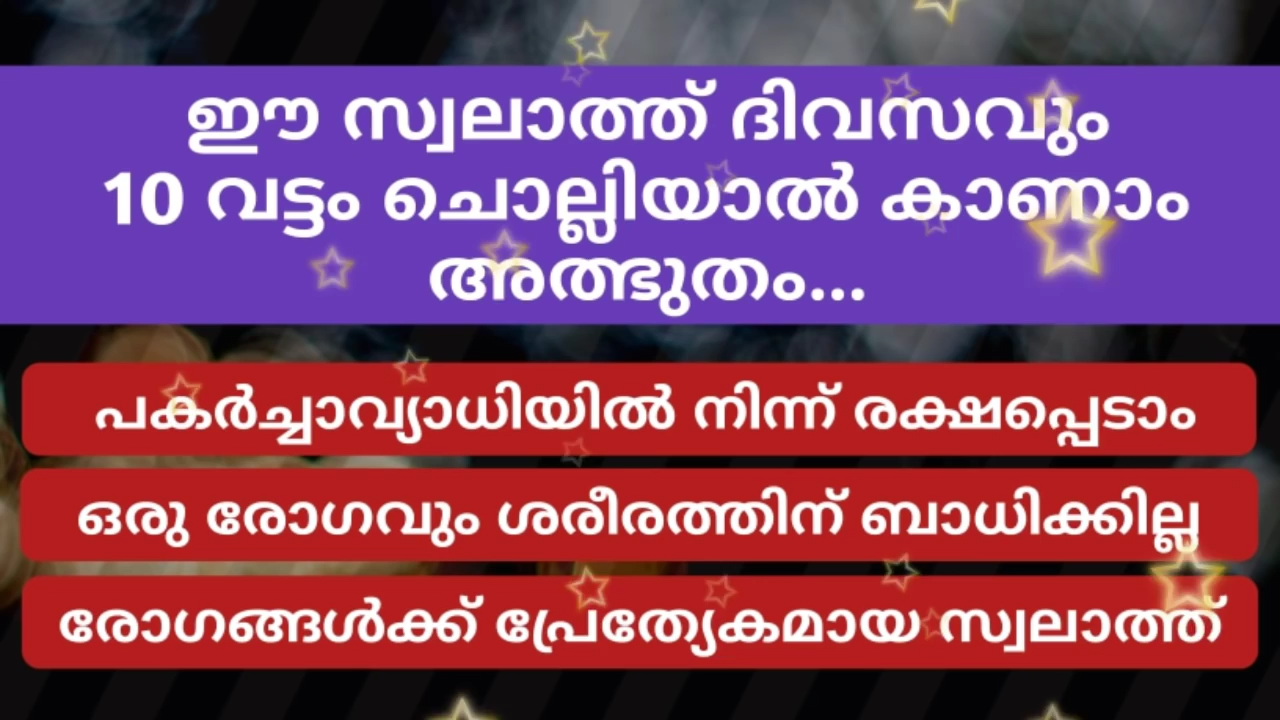 ഈ സ്വലാത്ത് ദിവസവും
10 വട്ടം ചൊല്ലിയാൽ കാണാം
അത്ഭുതം...
പകർച്ചാവ്യാധിയിൽ നിന്ന് രക്ഷപ്പെടാം
ഒരു രോഗവും ശരീരത്തിന് ബാധിക്കില്ല
രോഗങ്ങൾക്ക് പ്രേത്യേകമായ സ്വലാത്ത്